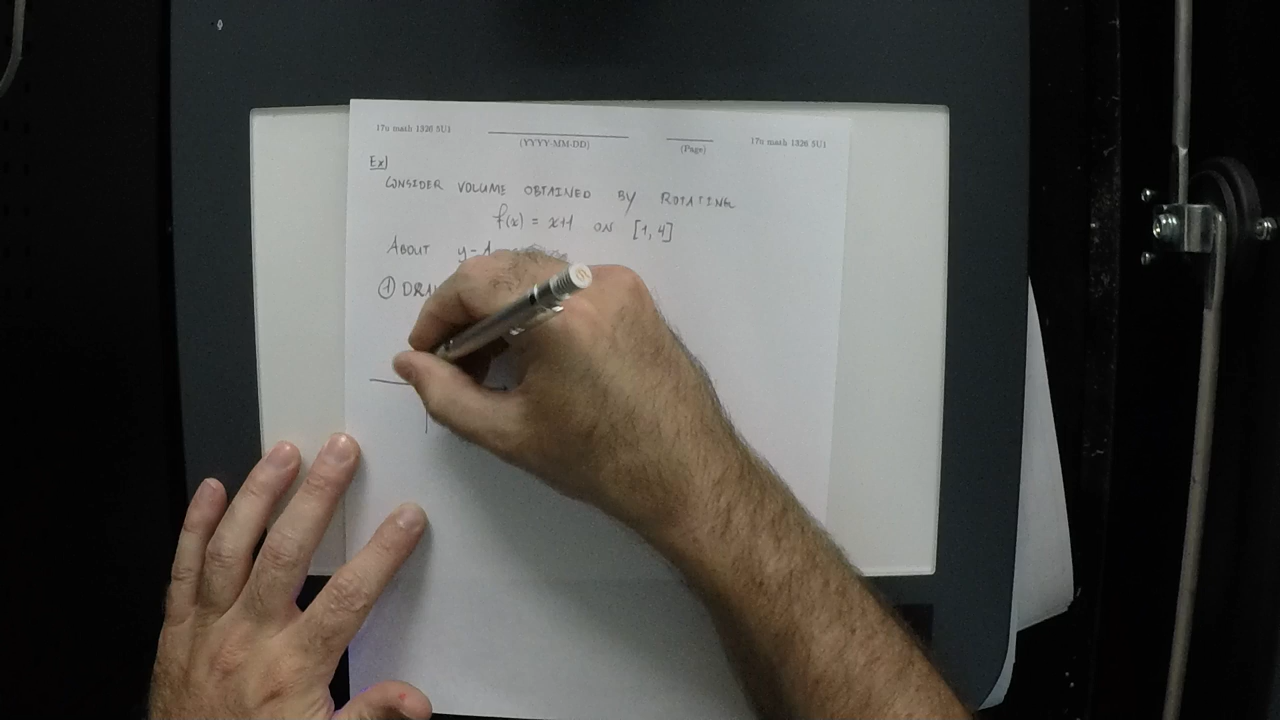 17u math 1326 5U1 (YYYY-MM-DD) (Page) 17u math 1326 5U1
Ex)
CONSIDER VOLUME OBTAINED BY ROTATING
f(x) = x+1 ON [1, 4]
ABOUT
① DRA